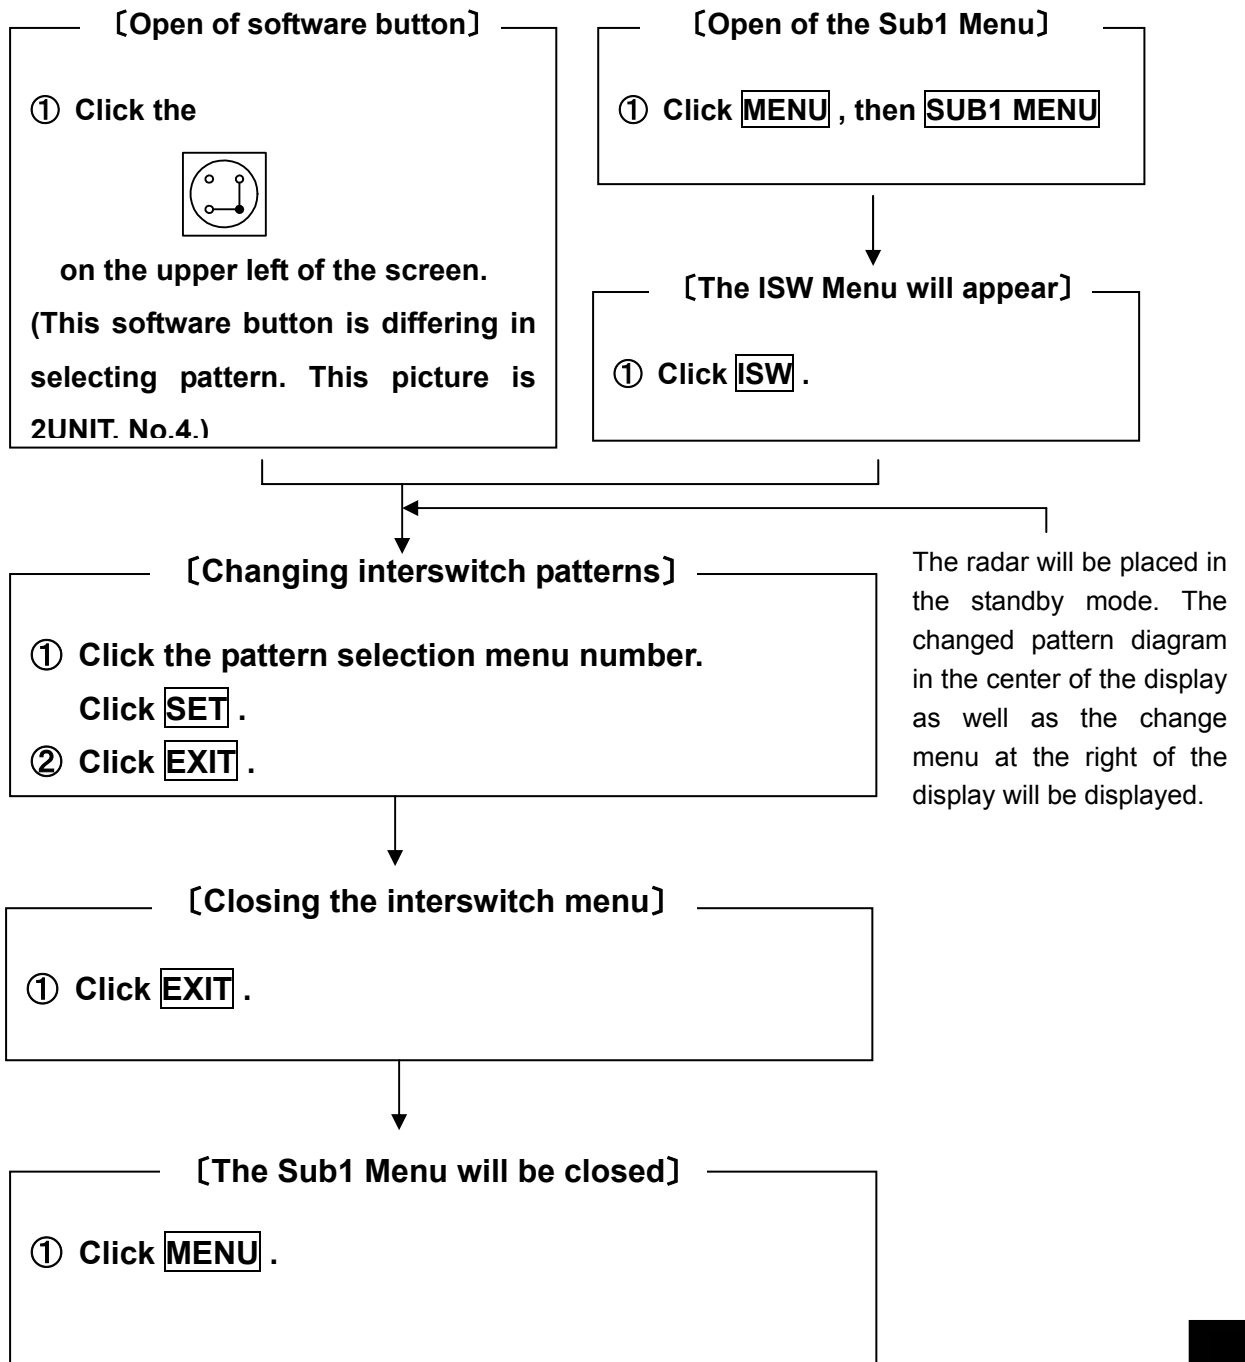 〔Open of software button〕
① Click the
on the upper left of the screen.
(This software button is differing in
selecting pattern. This picture is
2UNIT. No.4.)
〔Open of the Sub1 Menu〕
① Click MENU , then SUB1 MENU
〔The ISW Menu will appear〕
① Click ISW .
〔Changing interswitch patterns〕
① Click the pattern selection menu number.
Click SET .
② Click EXIT .
The radar will be placed in
the standby mode. The
changed pattern diagram
in the center of the display
as well as the change
menu at the right of the
display will be displayed.
〔Closing the interswitch menu〕
① Click EXIT .
〔The Sub1 Menu will be closed〕
① Click MENU .